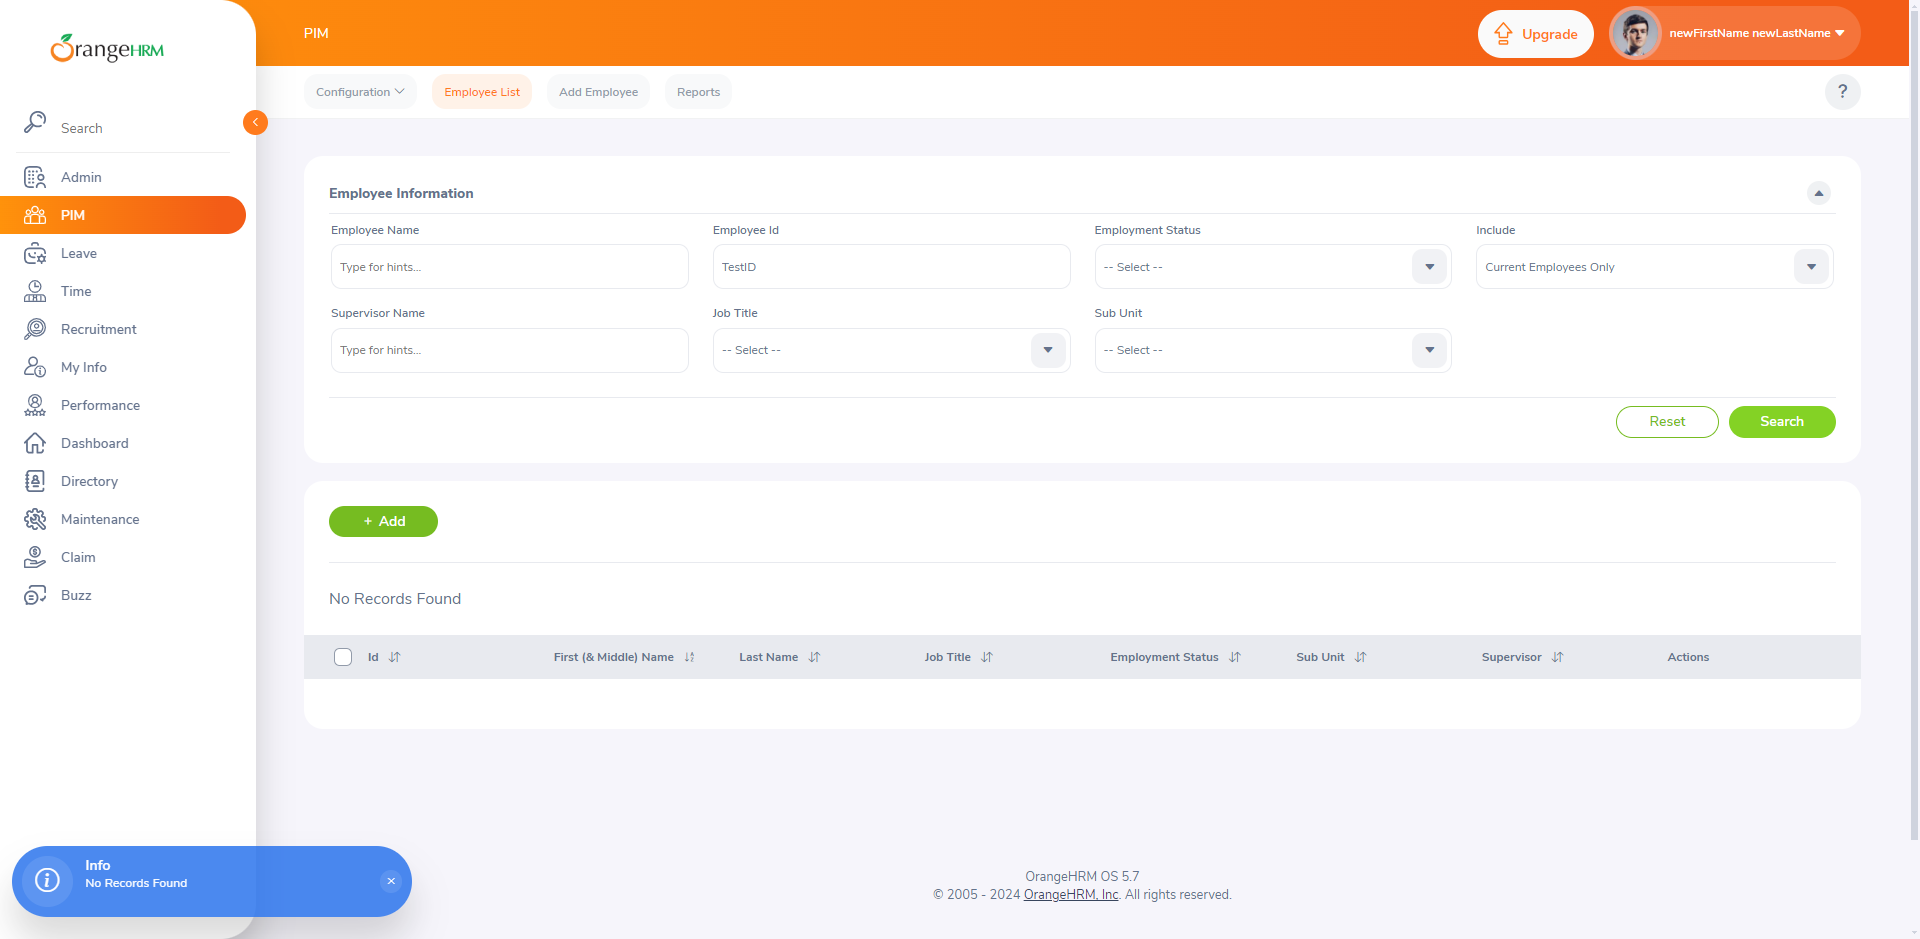 OrangeHRM
PIM
Upgrade
newFirstName newLastName
Configuration
Employee List
Add Employee
Reports
?
Search
Admin
PIM
Leave
Time
Recruitment
My Info
Performance
Dashboard
Directory
Maintenance
Claim
Buzz
Employee Information
Employee Name
Employee Id
Employment Status
Include
Type for hints...
TestID
-- Select --
Current Employees Only
Supervisor Name
Job Title
Sub Unit
Type for hints...
-- Select --
-- Select --
Reset
Search
+ Add
No Records Found
Id
First (& Middle) Name
Last Name
Job Title
Employment Status
Sub Unit
Supervisor
Actions
Info
No Records Found
OrangeHRM OS 5.7
© 2005 - 2024 OrangeHRM, Inc. All rights reserved.